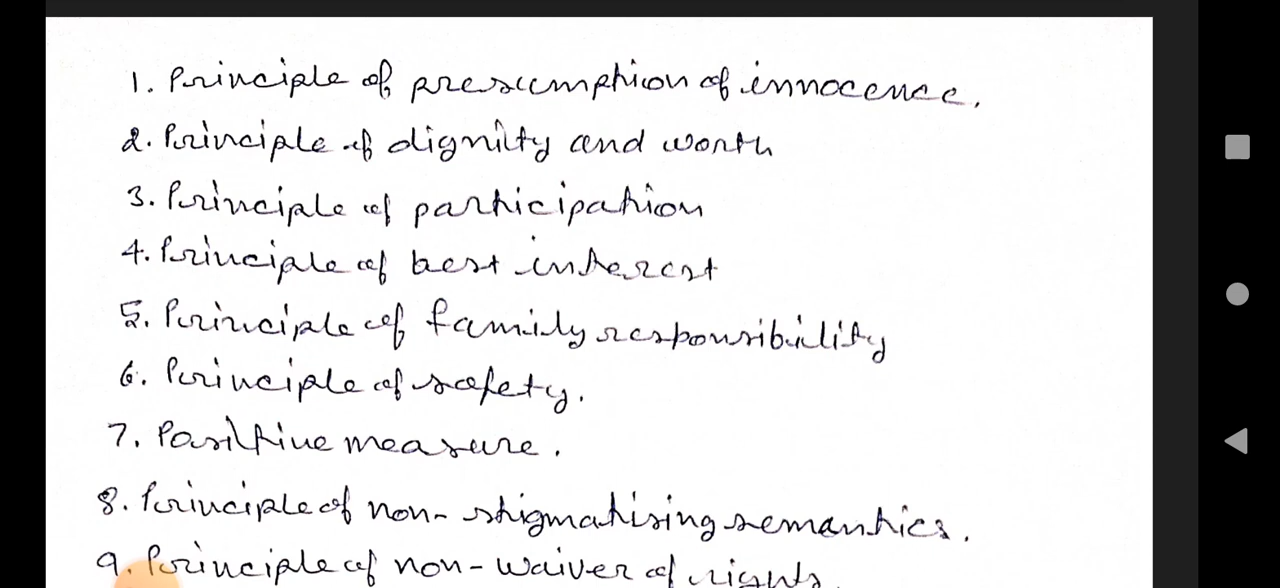 1. Principle of presumption of innocence.
2. Principle of dignity and worth
3. Principle of participation
4. Principle of best interest
5. Principle of family responsibility
6. Principle of safety.
7. Positive measure.
8. Principle of non-stigmatising semantics.
9. Principle of non-waiver of rights.